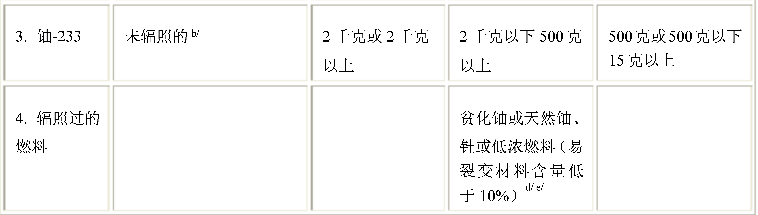 3. 铀-233
未辐照的 b/
2 千克或 2 千克
以上
2 千克以下 500 克
以上
500 克或 500 克以下
15 克以上
4. 辐照过的
燃料
贫化铀或天然铀、
钍或低浓燃料（易
裂变材料含量低
于 10%） d/ e/